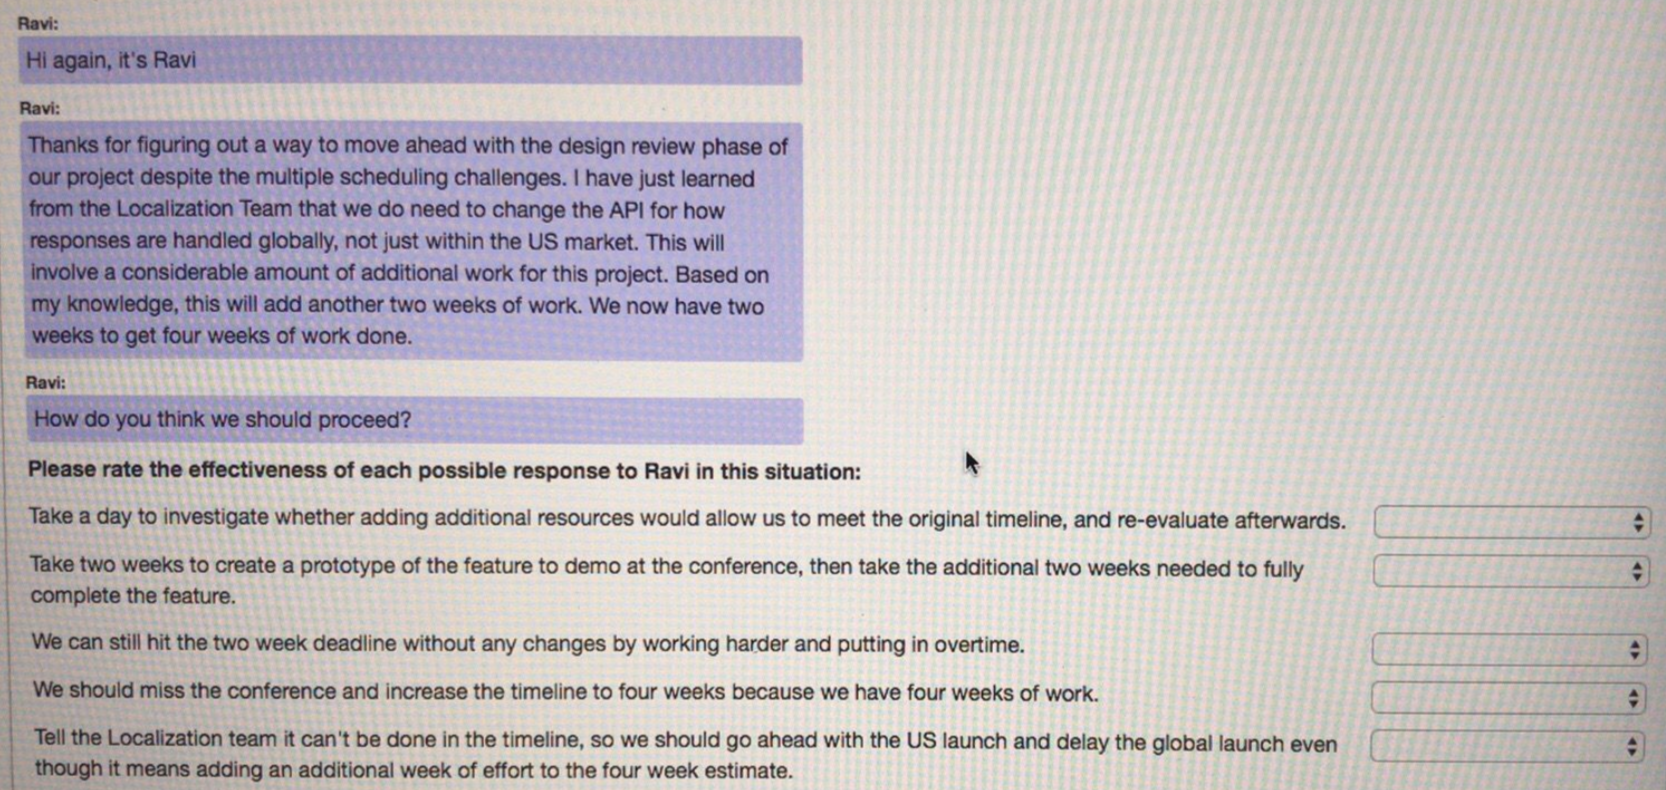 Ravi:
Hi again, it's Ravi
Ravi:
Thanks for figuring out a way to move ahead with the design review phase of
our project despite the multiple scheduling challenges. I have just learned
from the Localization Team that we do need to change the API for how
responses are handled globally, not just within the US market. This will
involve a considerable amount of additional work for this project. Based on
my knowledge, this will add another two weeks of work. We now have two
weeks to get four weeks of work done.
Ravi:
How do you think we should proceed?
Please rate the effectiveness of each possible response to Ravi in this situation:
Take a day to investigate whether adding additional resources would allow us to meet the original timeline, and re-evaluate afterwards.
Take two weeks to create a prototype of the feature to demo at the conference, then take the additional two weeks needed to fully
complete the feature.
We can still hit the two week deadline without any changes by working harder and putting in overtime.
We should miss the conference and increase the timeline to four weeks because we have four weeks of work.
Tell the Localization team it can't be done in the timeline, so we should go ahead with the US launch and delay the global launch even
though it means adding an additional week of effort to the four week estimate.